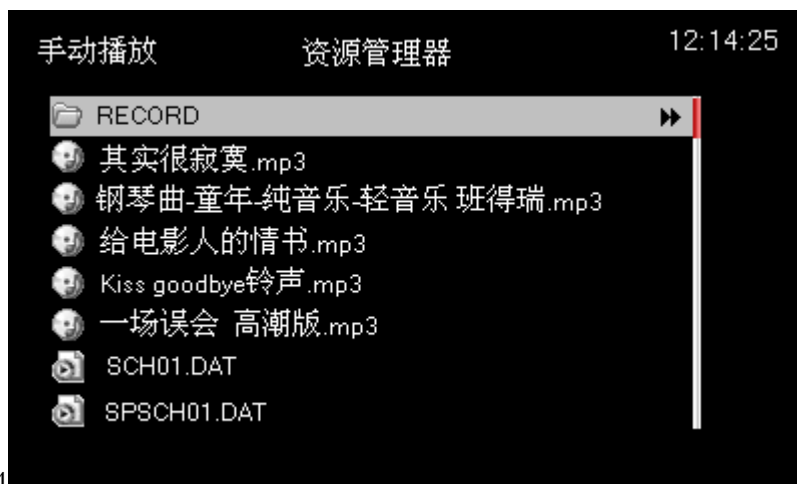 手动播放 资源管理器 12:14:25
RECORD
其实很寂寞.mp3
钢琴曲-童年-纯音乐-轻音乐 班得瑞.mp3
给电影人的情书.mp3
Kiss goodbye铃声.mp3
一场误会 高潮版.mp3
SCH01.DAT
SPSCH01.DAT